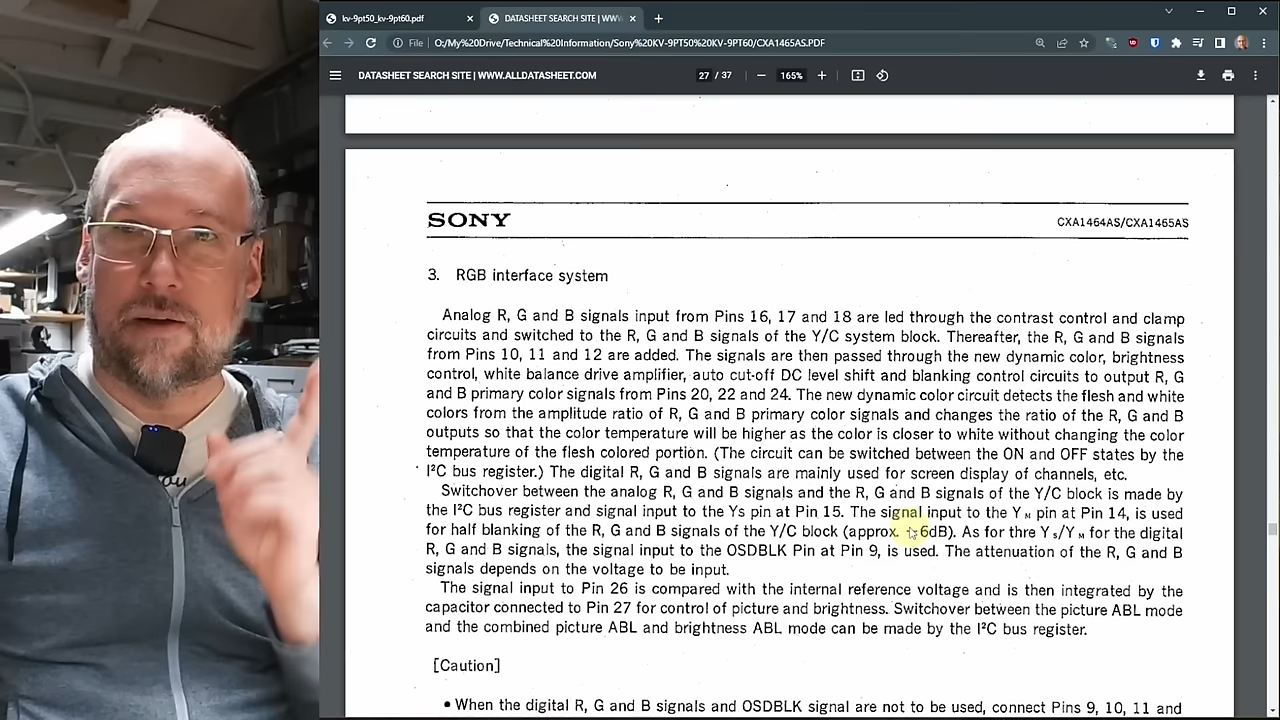 kv-9pt50_kv-9pt60.pdf
DATASHEET SEARCH SITE | WWW.
File
O:/My%20Drive/Technical%20Information/Sony%20KV-9PT50%20KV-9PT60/CXA1465AS.PDF
DATASHEET SEARCH SITE | WWW.ALLDATASHEET.COM
27 / 37
165%
SONY
CXA1464AS/CXA1465AS
3. RGB interface system
Analog R, G and B signals input from Pins 16, 17 and 18 are led through the contrast control and clamp
circuits and switched to the R, G and B signals of the Y/C system block. Thereafter, the R, G and B signals
from Pins 10, 11 and 12 are added. The signals are then passed through the new dynamic color, brightness
control, white balance drive amplifier, auto cut-off DC level shift and blanking control circuits to output R, G
and B primary color signals from Pins 20, 22 and 24. The new dynamic color circuit detects the flesh and white
colors from the amplitude ratio of R, G and B primary color signals and changes the ratio of the R, G and B
outputs so that the color temperature will be higher as the color is closer to white without changing the color
temperature of the flesh colored portion. (The circuit can be switched between the ON and OFF states by the
I²C bus register.) The digital R, G and B signals are mainly used for screen display of channels, etc.
Switchover between the analog R, G and B signals and the R, G and B signals of the Y/C block is made by
the I²C bus register and signal input to the Ys pin at Pin 15. The signal input to the YM pin at Pin 14, is used
for half blanking of the R, G and B signals of the Y/C block (approx. 6dB). As for thre YS/YM for the digital
R, G and B signals, the signal input to the OSDBLK Pin at Pin 9, is used. The attenuation of the R, G and B
signals depends on the voltage to be input.
The signal input to Pin 26 is compared with the internal reference voltage and is then integrated by the
capacitor connected to Pin 27 for control of picture and brightness. Switchover between the picture ABL mode
and the combined picture ABL and brightness ABL mode can be made by the I²C bus register.
[Caution]
• When the digital R, G and B signals and OSDBLK signal are not to be used, connect Pins 9, 10, 11 and